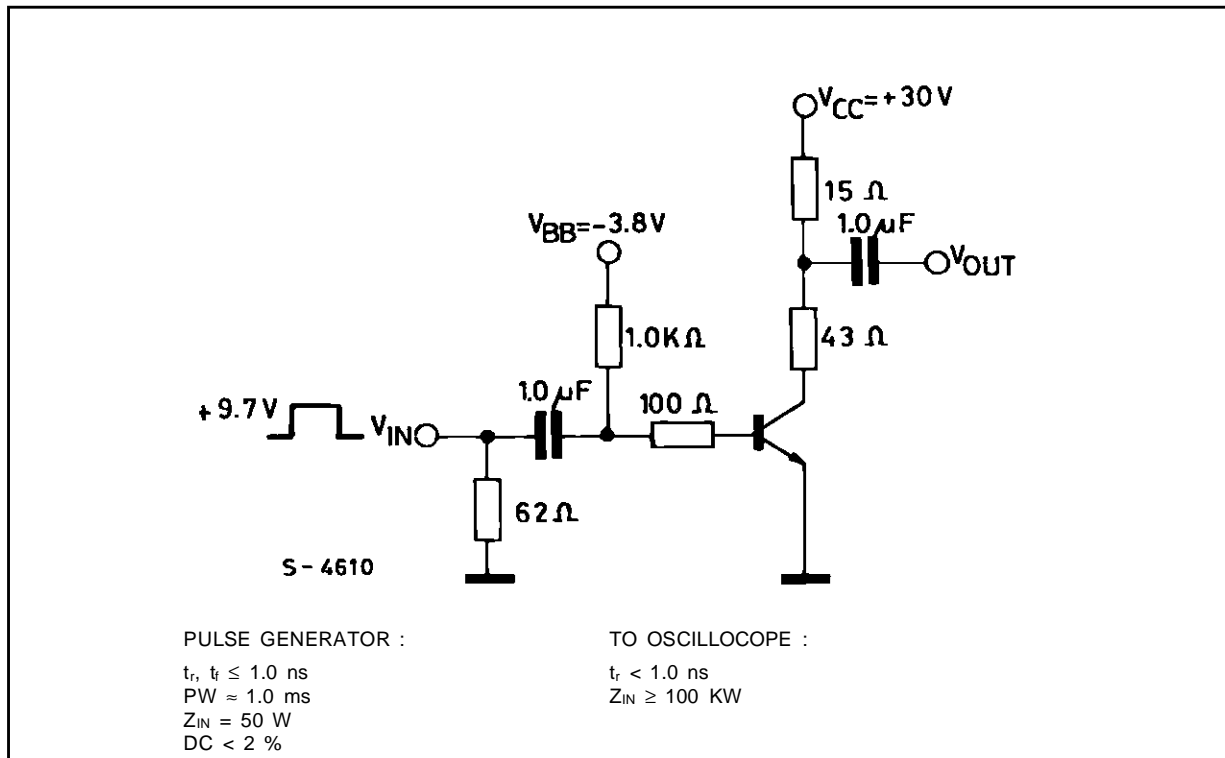 VCC=+30V
15 Ω
1.0 µF
VOUT
VBB=-3.8V
1.0KΩ
43 Ω
1.0 µF
100 Ω
+9.7V
VIN
62Ω
S-4610
PULSE GENERATOR :
tr, tf ≤ 1.0 ns
PW ≈ 1.0 ms
ZIN = 50 W
DC < 2 %
TO OSCILLOCOPE :
tr < 1.0 ns
ZIN ≥ 100 KW